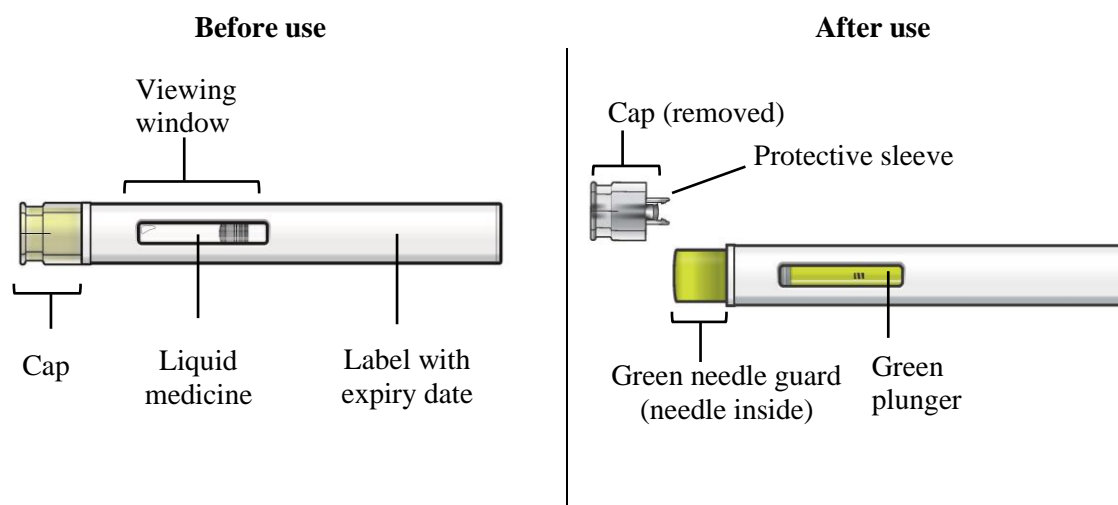 Before use
Viewing
window
Cap
Liquid
medicine
Label with
expiry date
After use
Cap (removed)
Protective sleeve
Green needle guard
(needle inside)
Green
plunger